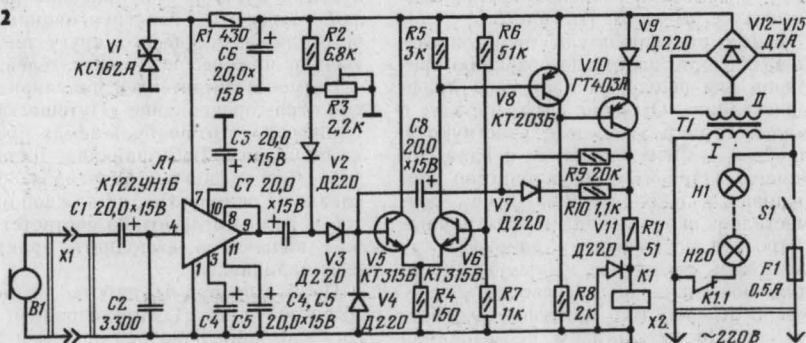 2
V1
КС162А
R1 430
C6
20,0×
15В
R2
6,8к
R3
2,2к
R5
3к
R6
51к
V9
Д220
V12–V15
Д7А
V10
ГТ403А
V8
КТ203Б
C3 20,0
×15В
C7 20,0
×15В
V2
Д220
C8
20,0
×15В
R9 20к
V7
Д220
R10 1,1к
T1
II
I
А1
К122УН1Б
C1 20,0×15В
4
7
10
8
9
11
3
1
V3
Д220
V5
КТ315Б
V6
КТ315Б
V11
Д220
R11
51
H1
S1
H20
X1
B1
C2
3300
C4
C5
C4, C5
20,0×15В
V4
Д220
R4
150
R7
11к
R8
2к
K1
X2
K1.1
F1
0,5А
~220В